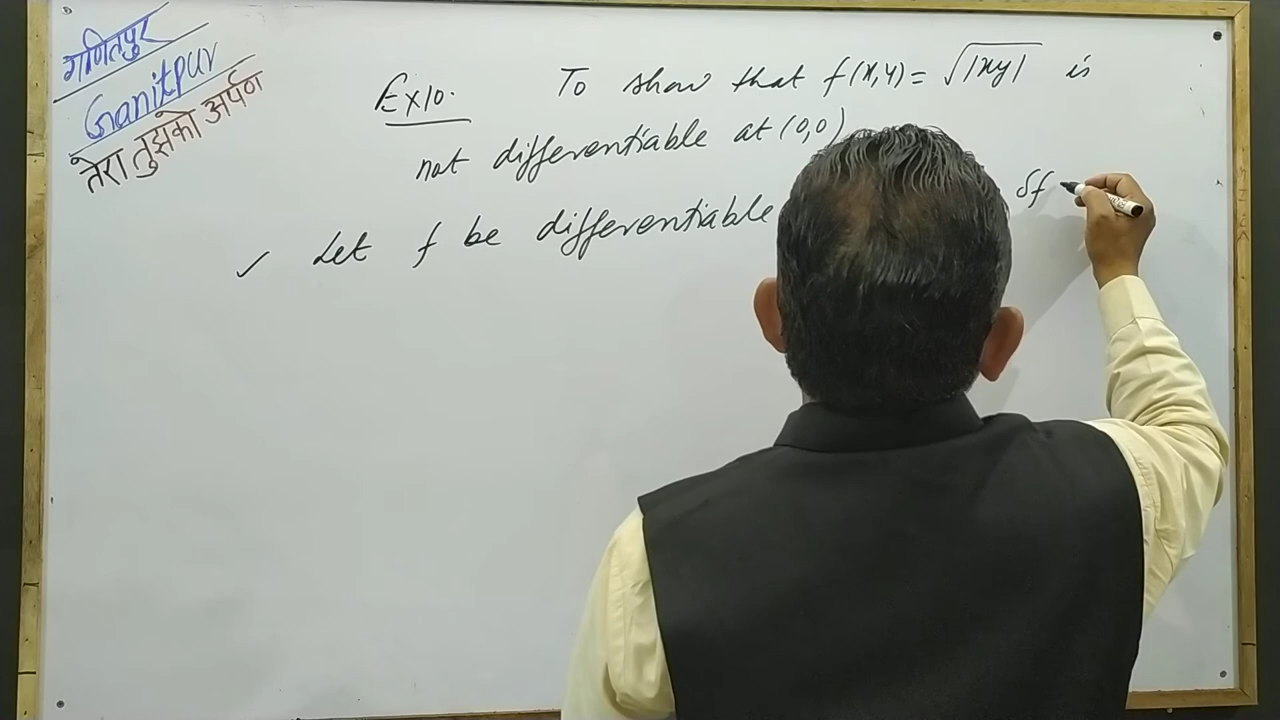 गणितपुर
Ganitpur
तेरा तुझको अर्पण
Ex10. To show that f(x,y) = √|xy| is
not differentiable at (0,0)
✓ Let f be differentiable δf